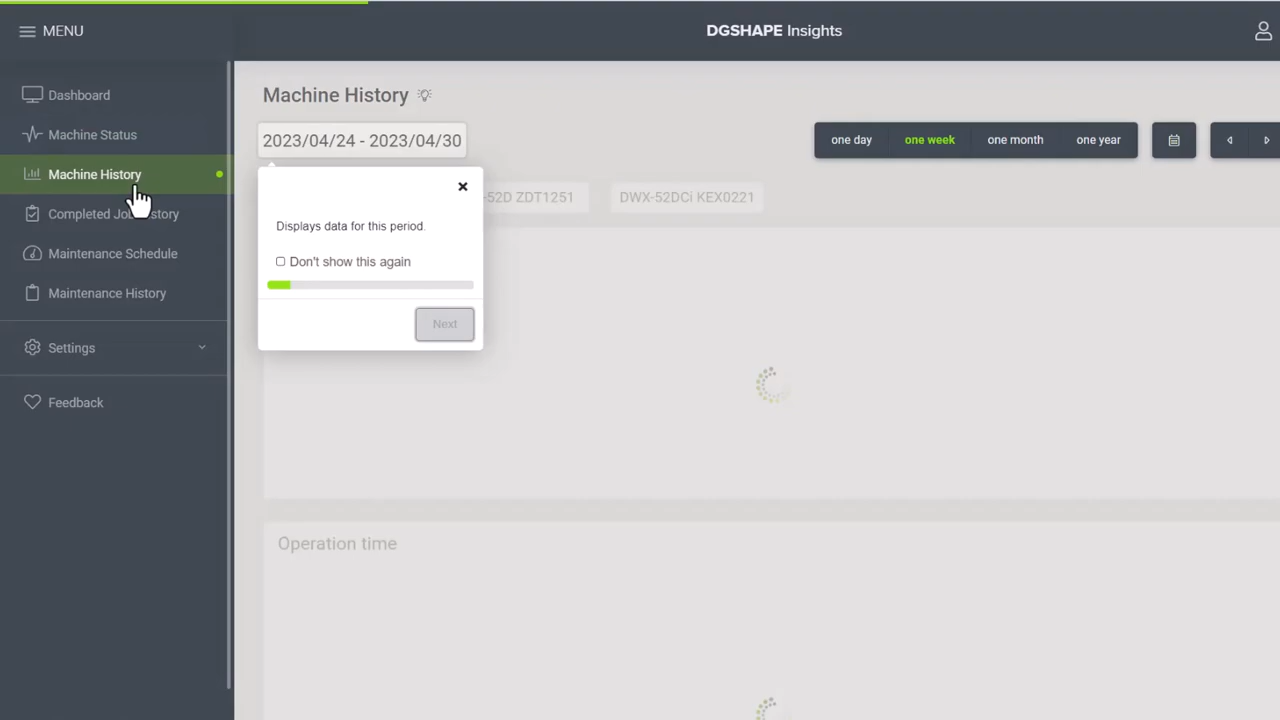 MENU
DGSHAPE Insights
Dashboard
Machine Status
Machine History
Completed Job History
Maintenance Schedule
Maintenance History
Settings
Feedback
Machine History
2023/04/24 - 2023/04/30
one day
one week
one month
one year
-52D ZDT1251
DWX-52DCi KEX0221
Displays data for this period.
Don't show this again
Next
Operation time